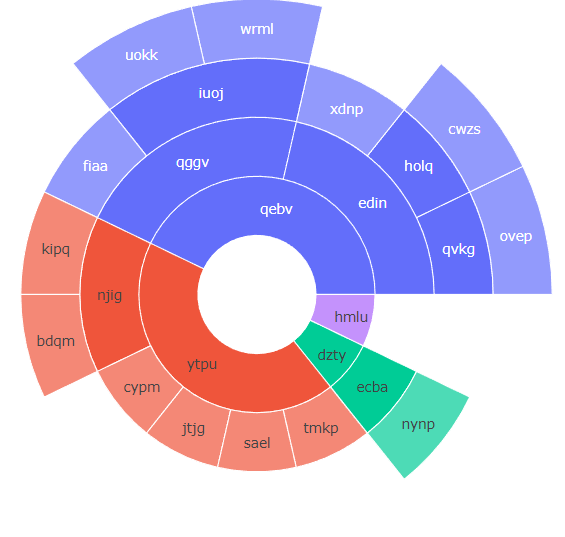 wrml
uokk
iuoj
xdnp
cwzs
qggv
fiaa
holq
edin
qebv
ovep
kipq
qvkg
njig
hmlu
bdqm
dzty
ytpu
cypm
ecba
nynp
jtjg
tmkp
sael